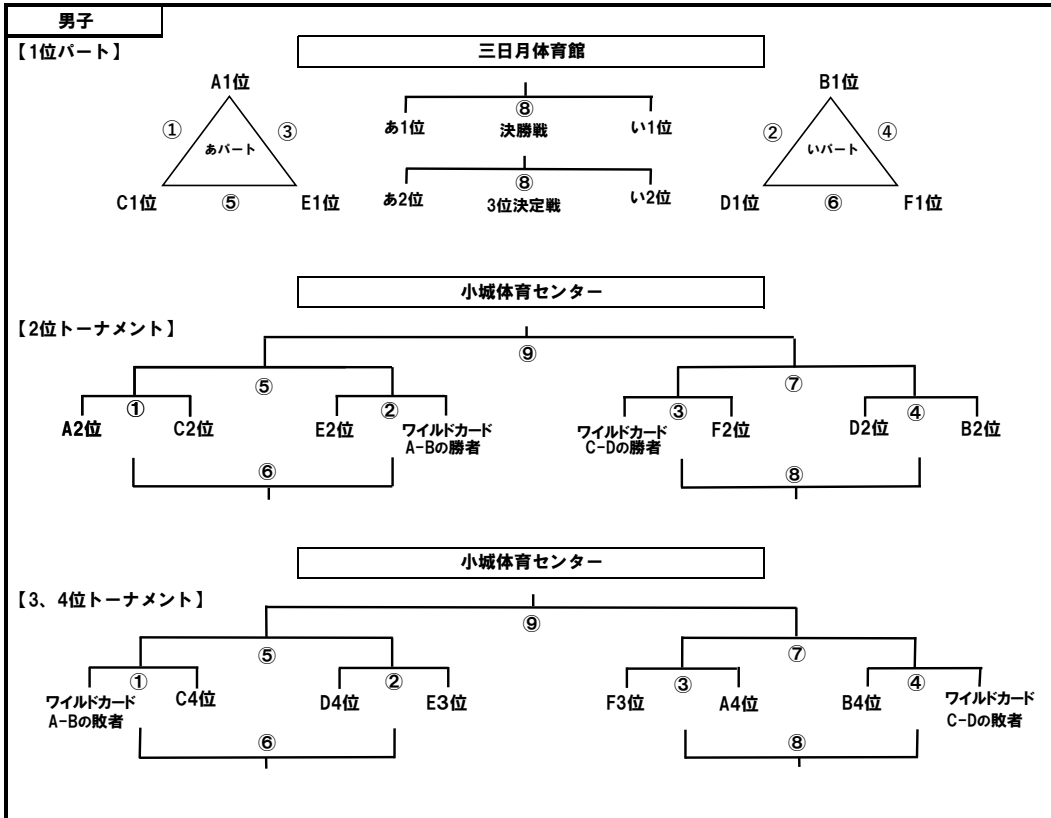 男子
【1位パート】
三日月体育館
A1位
①
③
あパート
C1位
⑤
E1位
⑧
あ1位
決勝戦
い1位
⑧
あ2位
3位決定戦
い2位
B1位
②
④
いパート
D1位
⑥
F1位
小城体育センター
【2位トーナメント】
⑨
⑤
⑦
①
②
③
④
A2位
C2位
E2位
ワイルドカード
A-Bの勝者
ワイルドカード
C-Dの勝者
F2位
D2位
B2位
⑥
⑧
小城体育センター
【3、4位トーナメント】
⑨
⑤
⑦
①
②
③
④
ワイルドカード
A-Bの敗者
C4位
D4位
E3位
F3位
A4位
B4位
ワイルドカード
C-Dの敗者
⑥
⑧